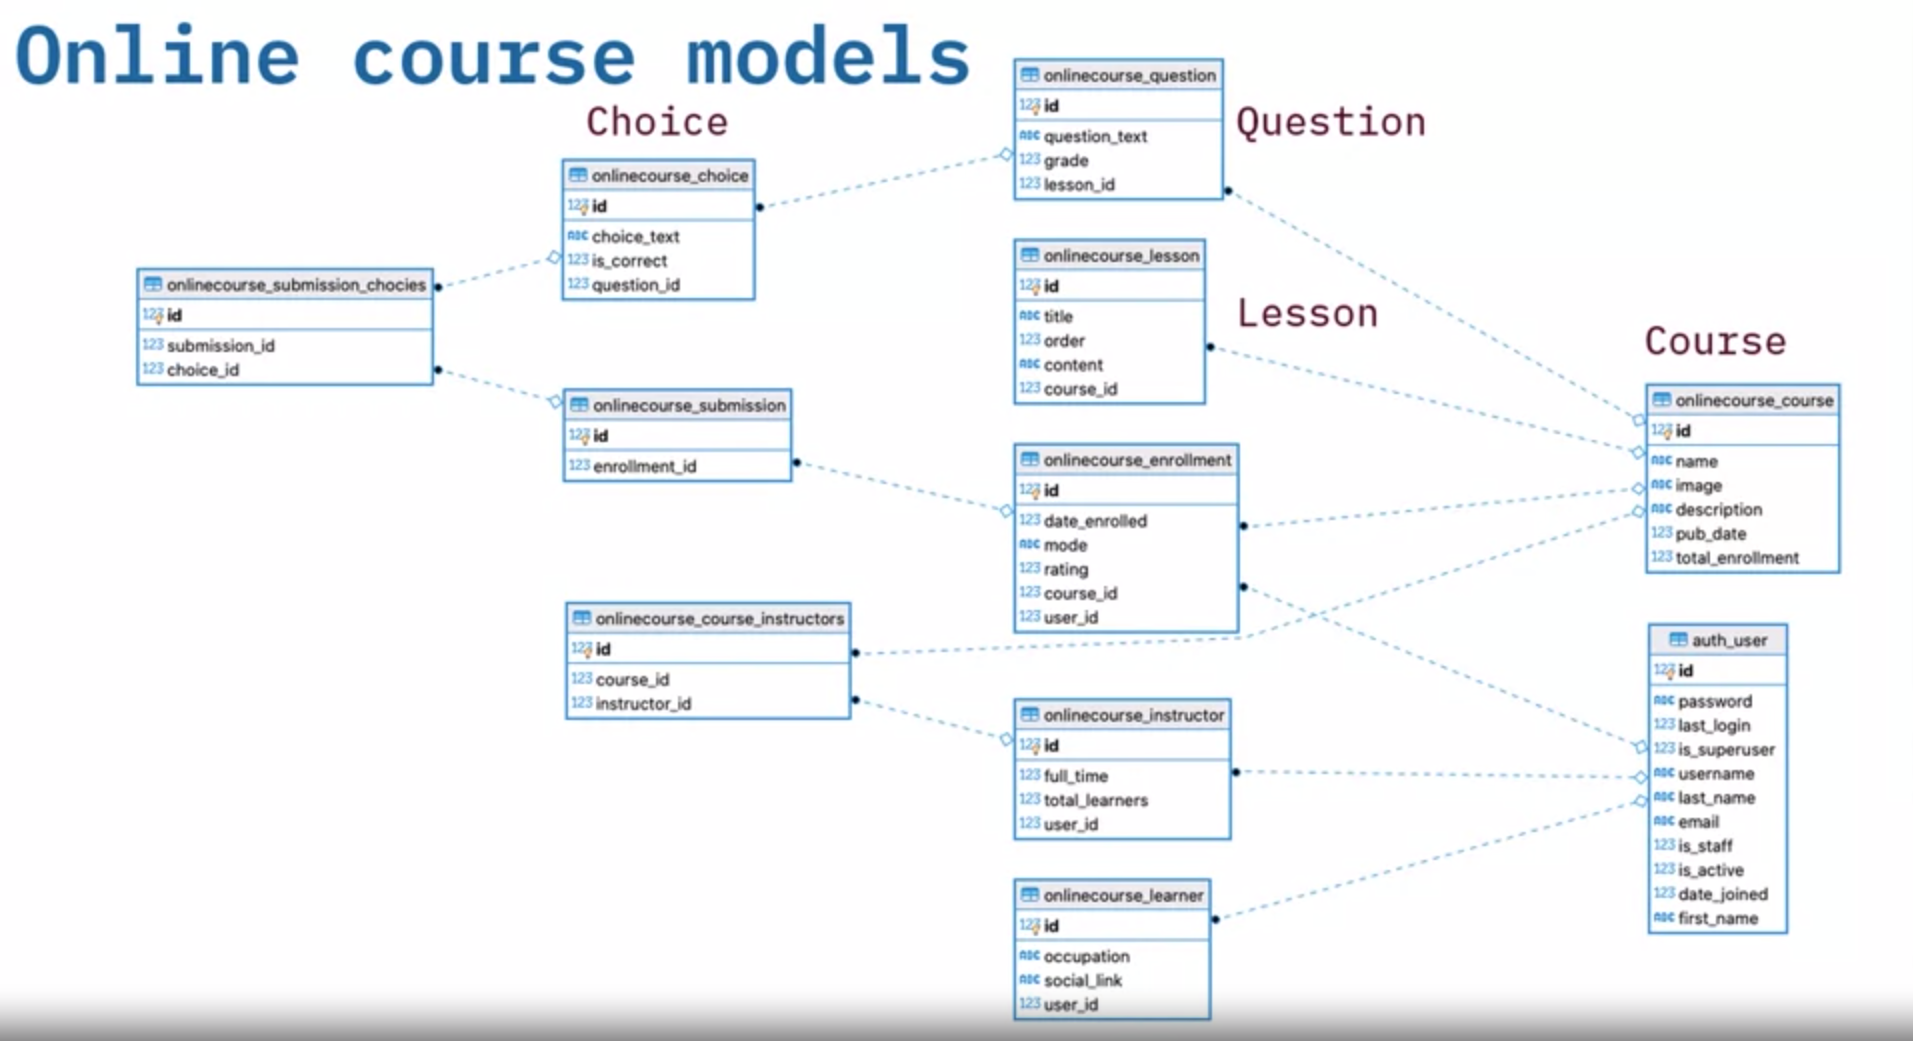 Online course models
Choice
Question
Lesson
Course
onlinecourse_submission_chocies
123 id
123 submission_id
123 choice_id
onlinecourse_choice
123 id
ABC choice_text
123 is_correct
123 question_id
onlinecourse_submission
123 id
123 enrollment_id
onlinecourse_course_instructors
123 id
123 course_id
123 instructor_id
onlinecourse_question
123 id
ABC question_text
123 grade
123 lesson_id
onlinecourse_lesson
123 id
ABC title
123 order
ABC content
123 course_id
onlinecourse_enrollment
123 id
123 date_enrolled
ABC mode
123 rating
123 course_id
123 user_id
onlinecourse_instructor
123 id
123 full_time
123 total_learners
123 user_id
onlinecourse_learner
123 id
ABC occupation
ABC social_link
123 user_id
onlinecourse_course
123 id
ABC name
ABC image
ABC description
123 pub_date
123 total_enrollment
auth_user
123 id
ABC password
123 last_login
123 is_superuser
ABC username
ABC last_name
ABC email
123 is_staff
123 is_active
123 date_joined
ABC first_name